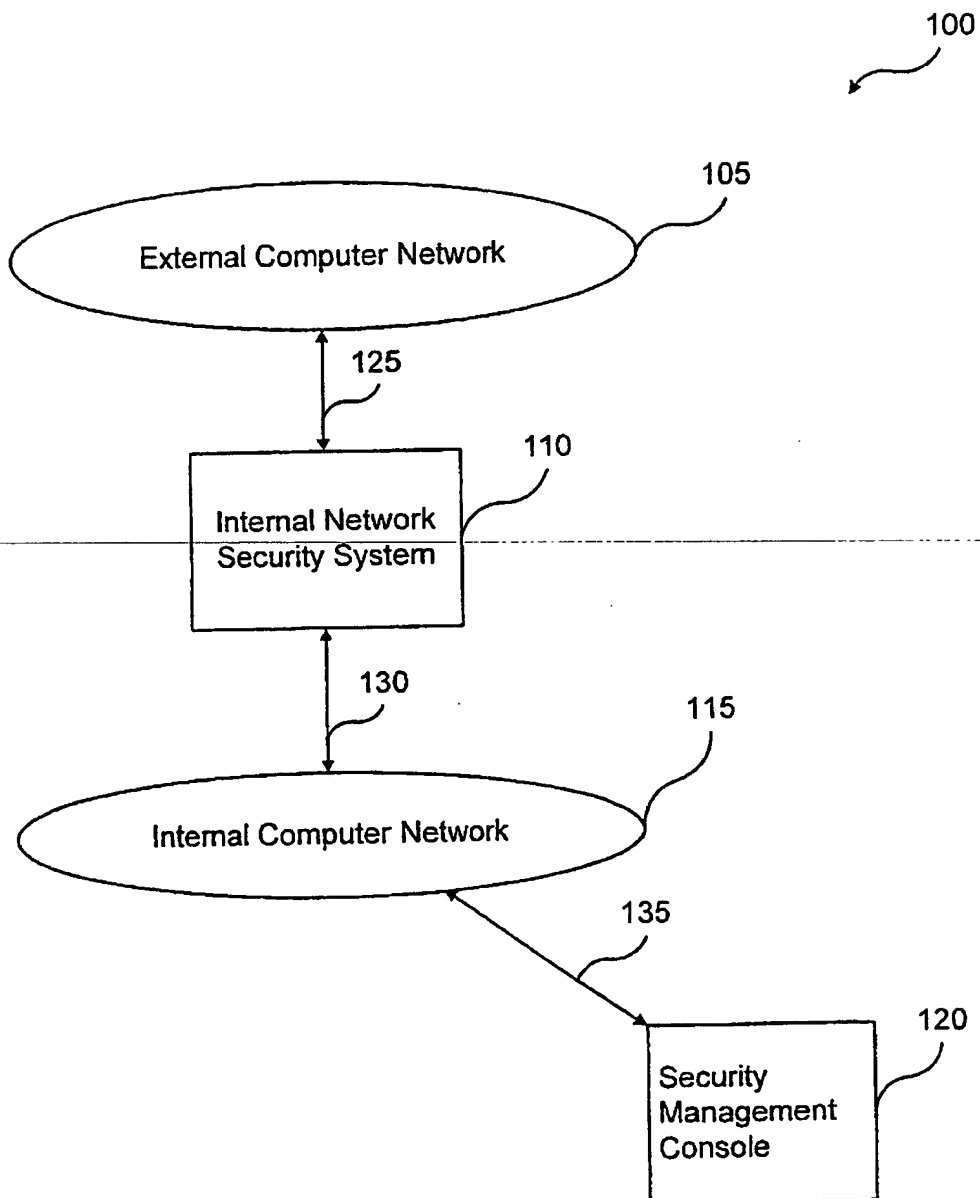 100
105
External Computer Network
125
110
Internal Network
Security System
130
115
Internal Computer Network
135
120
Security
Management
Console